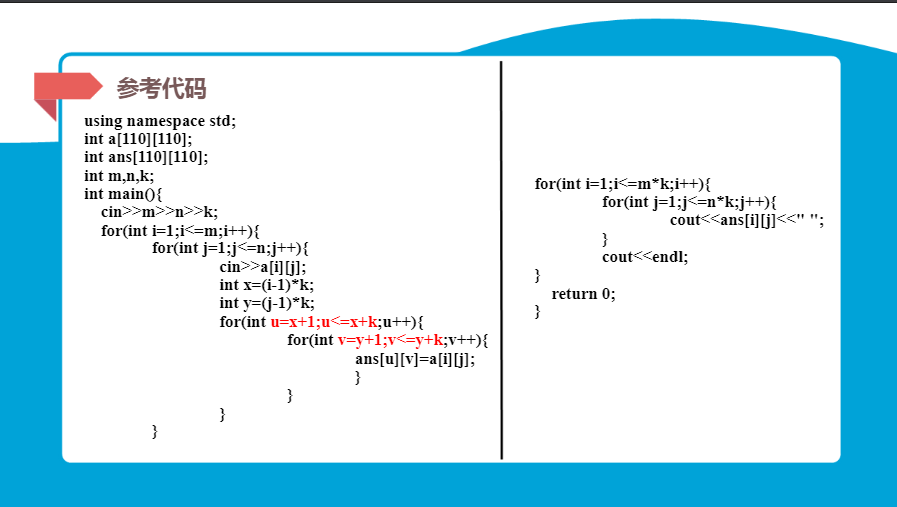 参考代码
using namespace std;
int a[110][110];
int ans[110][110];
int m,n,k;
int main(){
cin>>m>>n>>k;
for(int i=1;i<=m;i++){
for(int j=1;j<=n;j++){
cin>>a[i][j];
int x=(i-1)*k;
int y=(j-1)*k;
for(int u=x+1;u<=x+k;u++){
for(int v=y+1;v<=y+k;v++){
ans[u][v]=a[i][j];
}
}
}
}
for(int i=1;i<=m*k;i++){
for(int j=1;j<=n*k;j++){
cout<<ans[i][j]<<" ";
}
cout<<endl;
}
return 0;
}